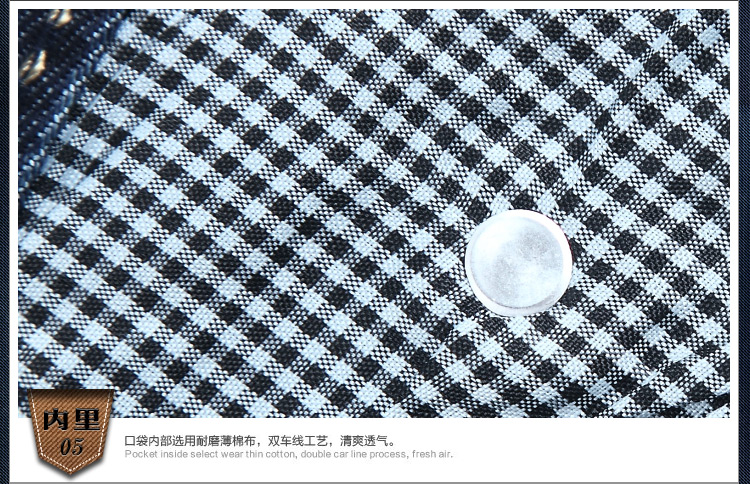 内里
05
口袋内部选用耐磨薄棉布，双车线工艺，清爽透气。
Pocket inside select wear thin cotton, double car line process, fresh air.